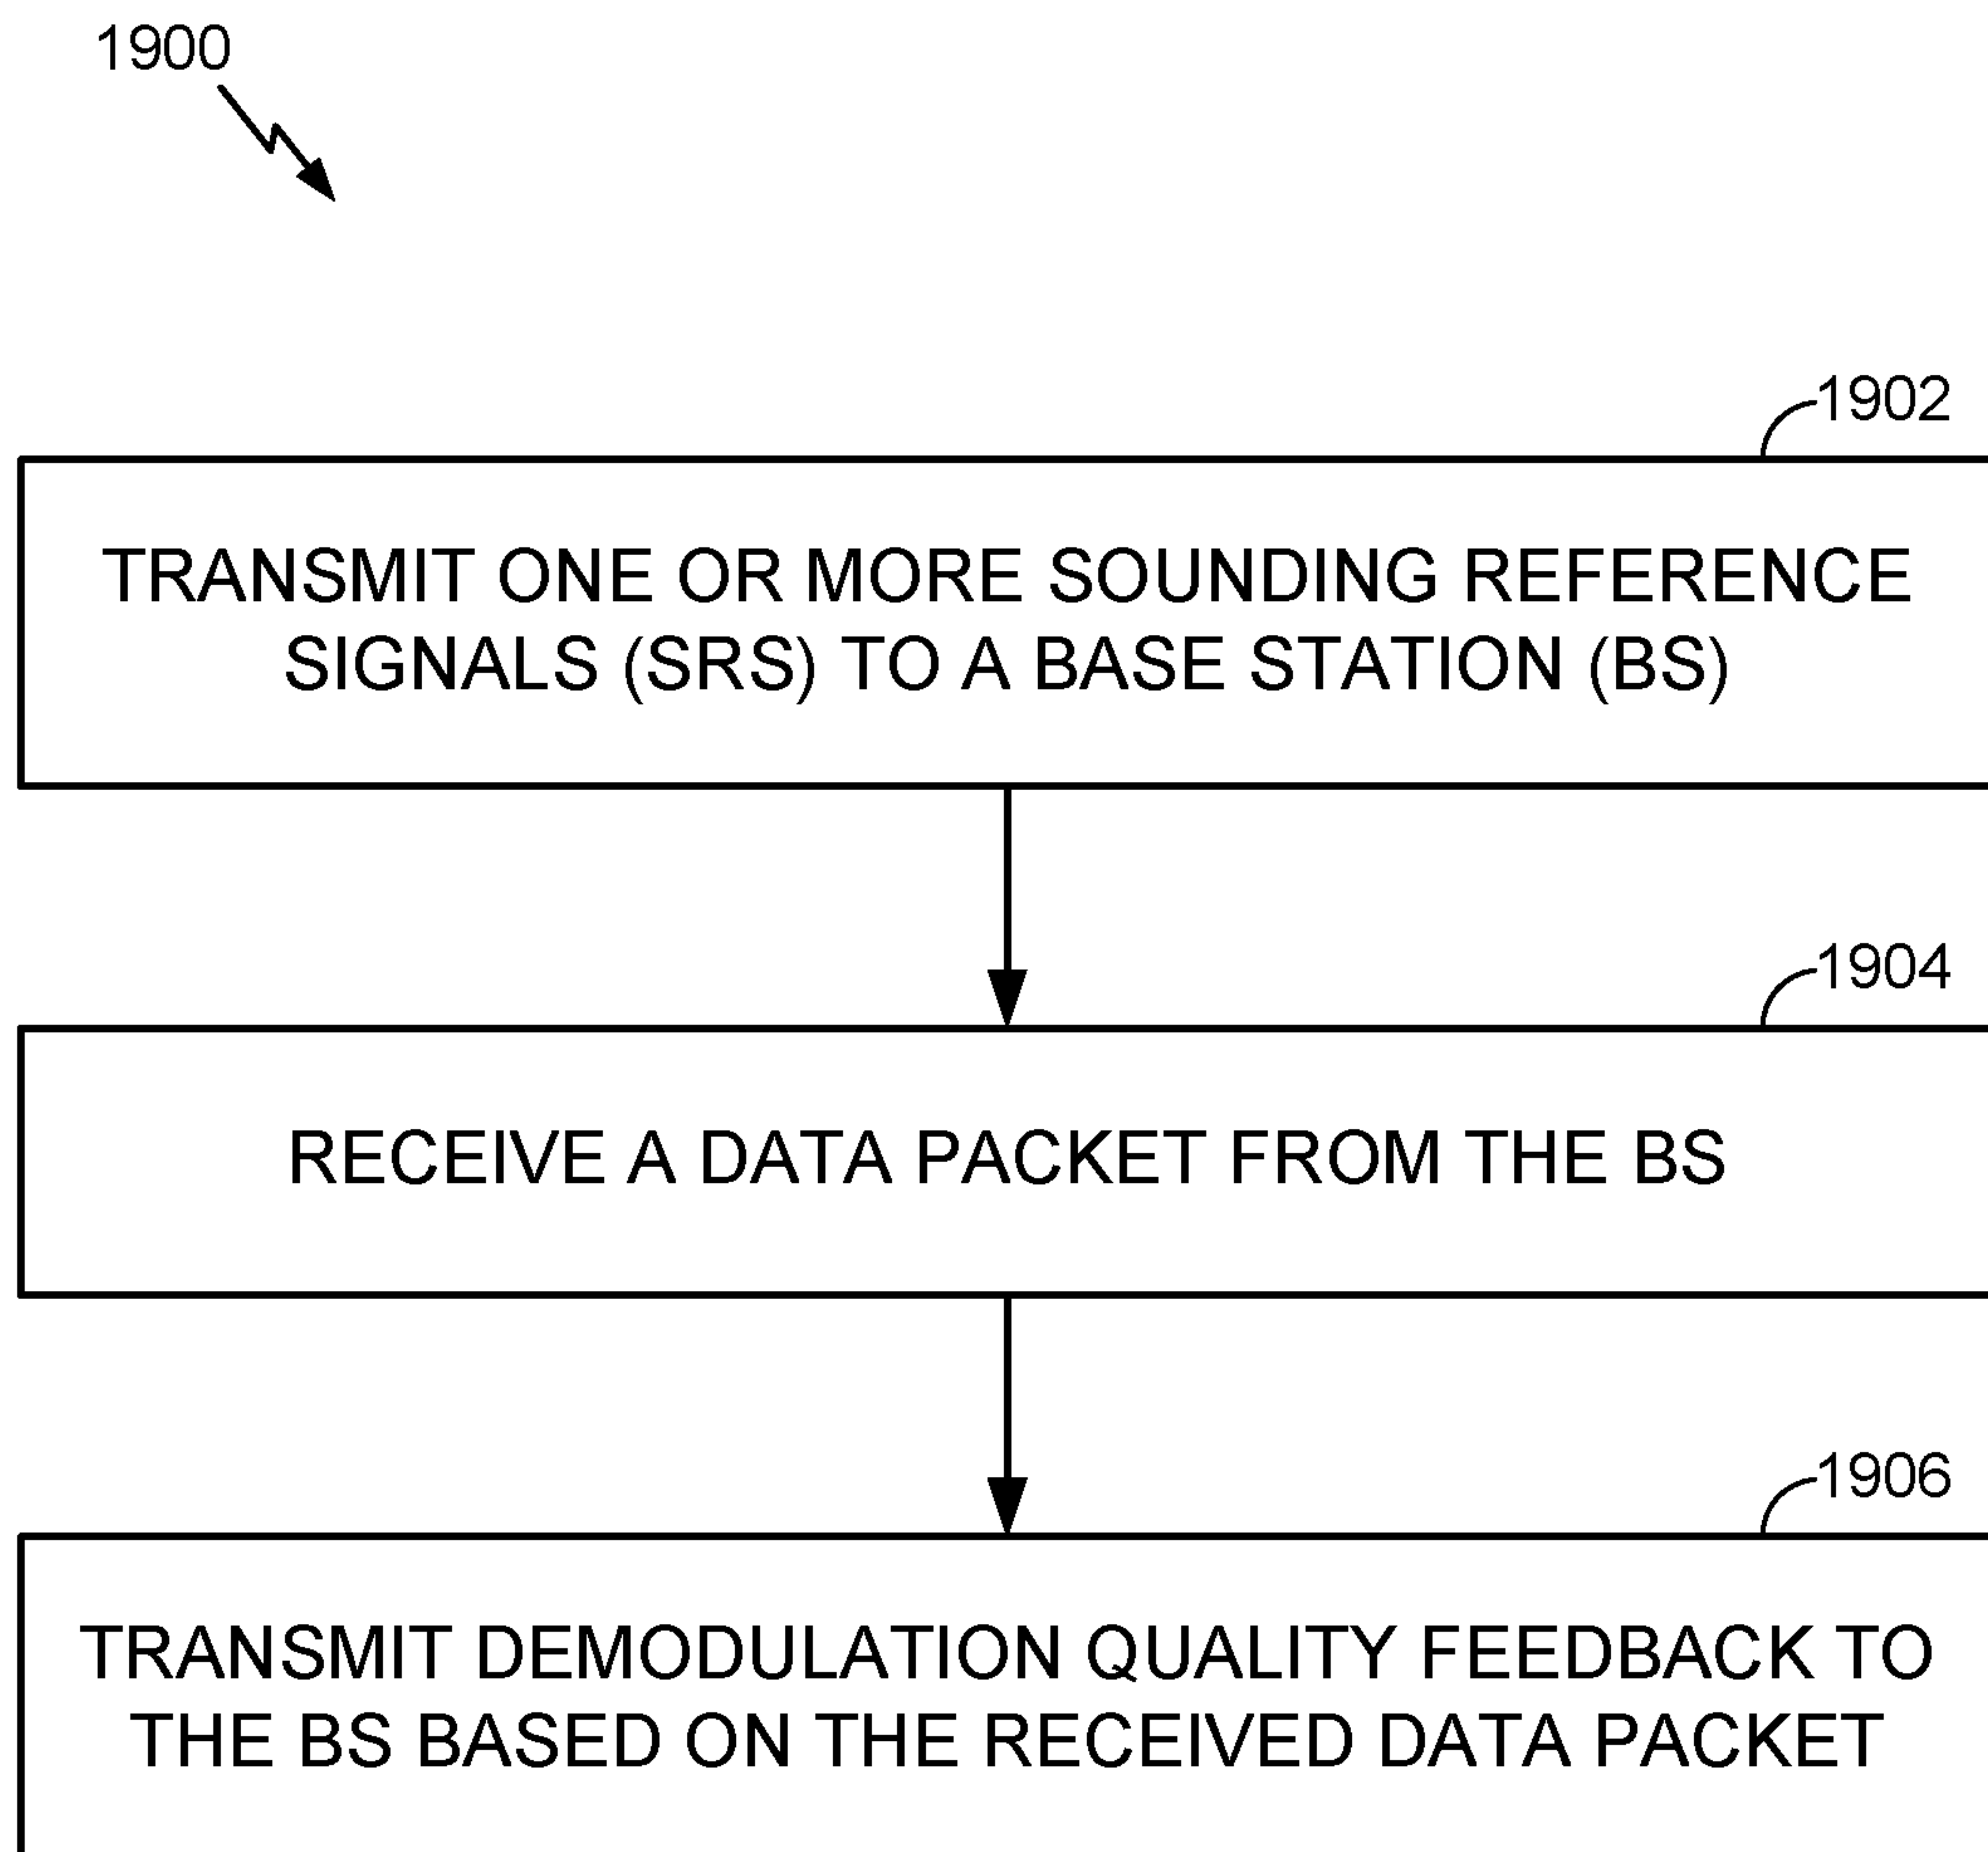 1900
1902
TRANSMIT ONE OR MORE SOUNDING REFERENCE
SIGNALS (SRS) TO A BASE STATION (BS)
1904
RECEIVE A DATA PACKET FROM THE BS
1906
TRANSMIT DEMODULATION QUALITY FEEDBACK TO
THE BS BASED ON THE RECEIVED DATA PACKET